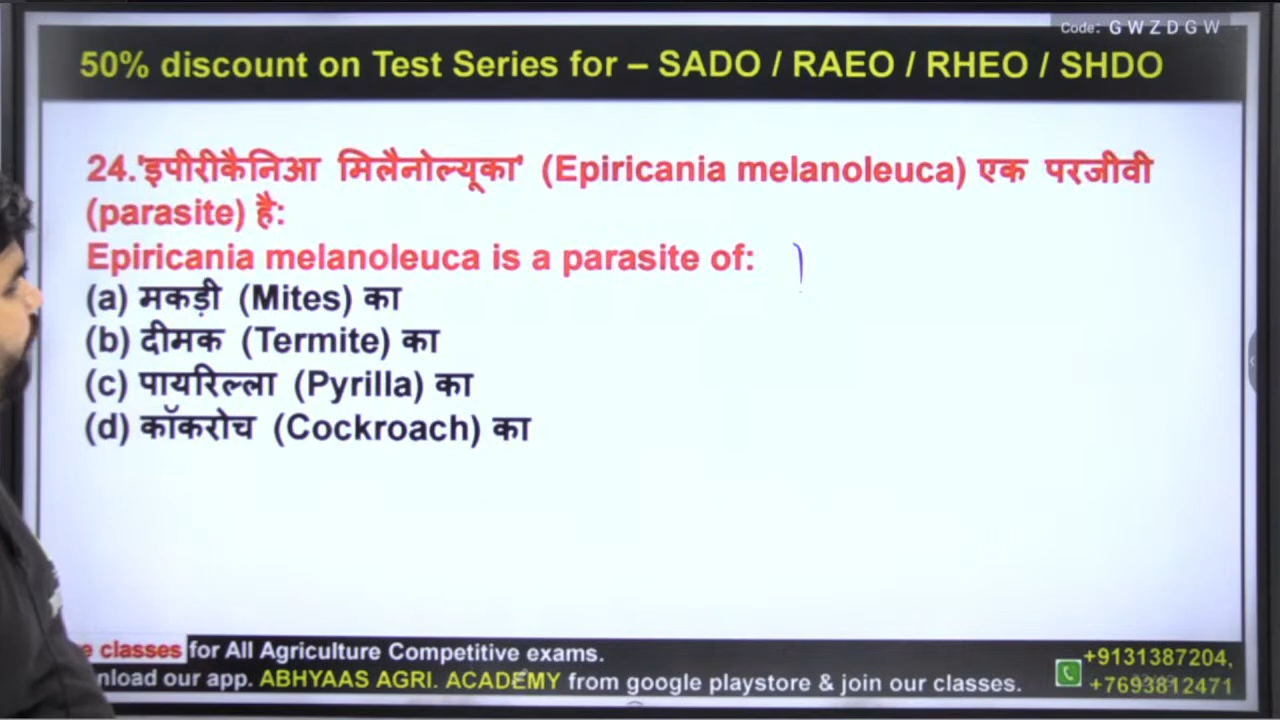 Code: G W Z D G W
50% discount on Test Series for – SADO / RAEO / RHEO / SHDO
24.'इपीरीकैनिआ मिलैनोल्यूका' (Epiricania melanoleuca) एक परजीवी
(parasite) है:
Epiricania melanoleuca is a parasite of:
(a) मकड़ी (Mites) का
(b) दीमक (Termite) का
(c) पायरिल्ला (Pyrilla) का
(d) कॉकरोच (Cockroach) का
classes for All Agriculture Competitive exams.
nload our app. ABHYAAS AGRI. ACADEMY from google playstore & join our classes.
+9131387204,
+7693812471